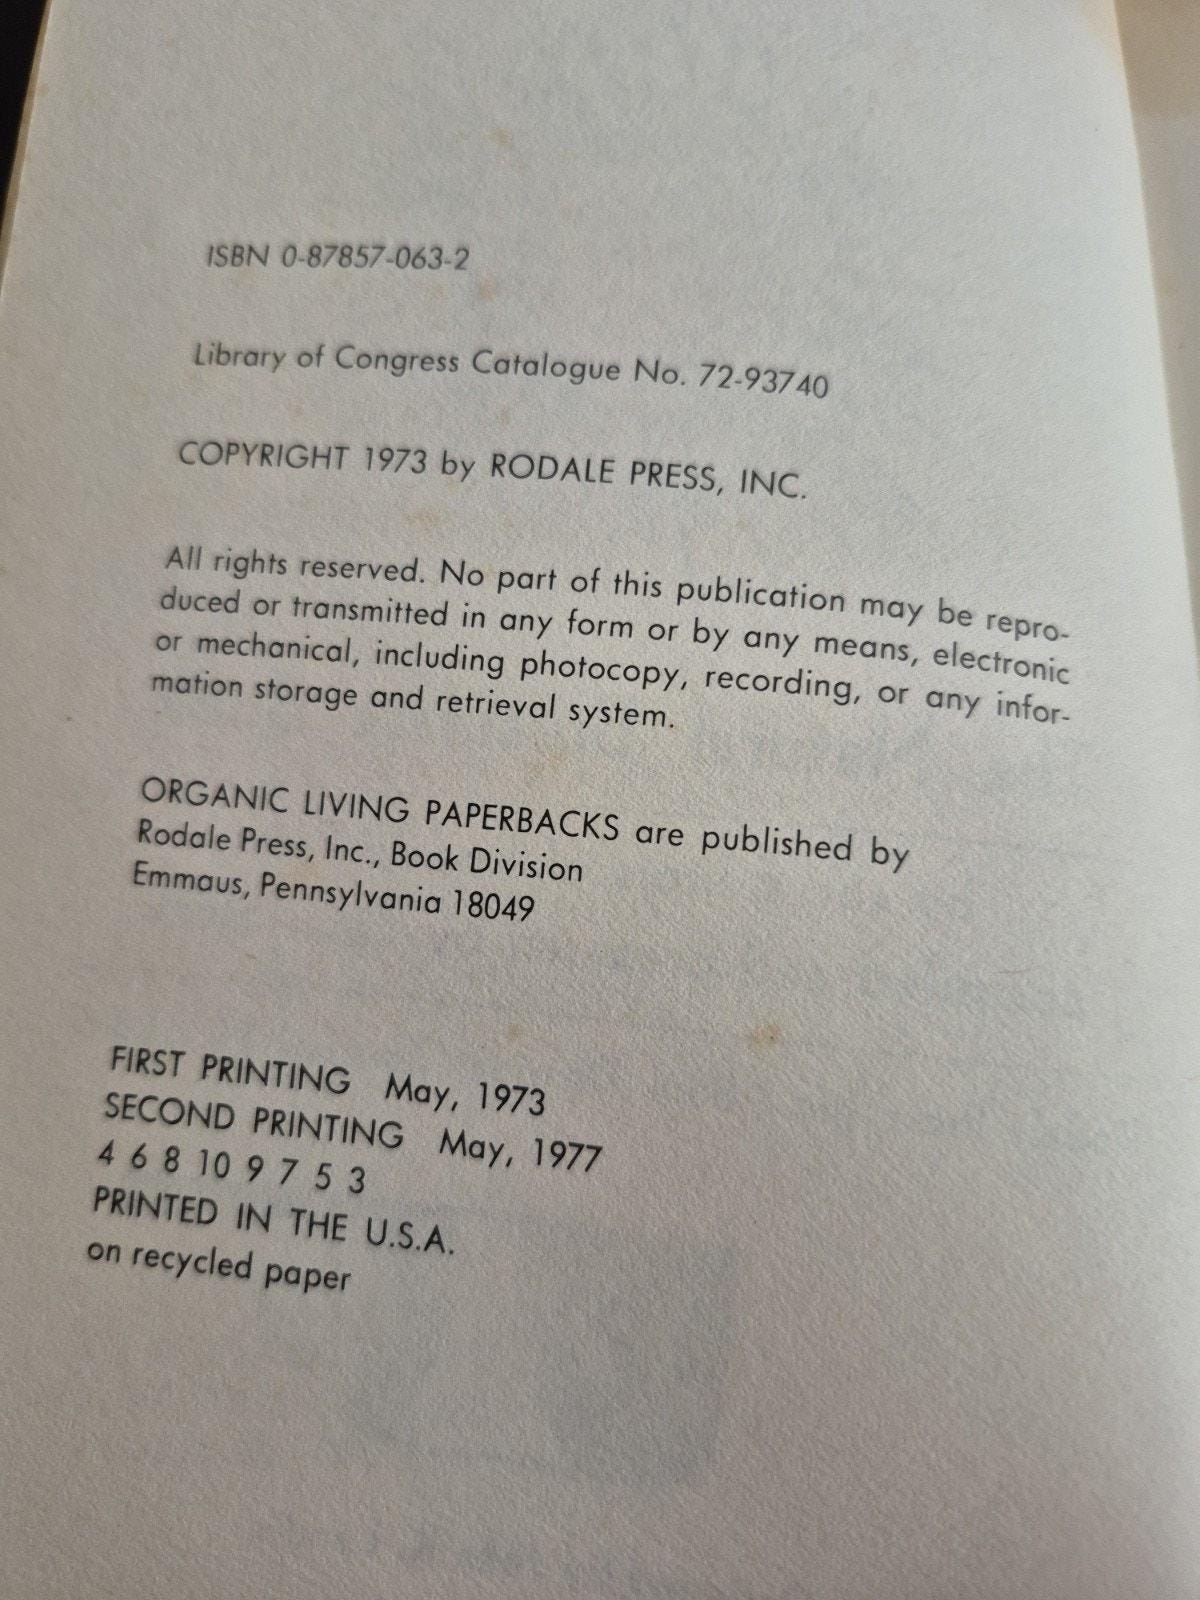 ISBN 0-87857-063-2
Library of Congress Catalogue No. 72-93740
COPYRIGHT 1973 by RODALE PRESS, INC.
All rights reserved. No part of this publication may be repro-
duced or transmitted in any form or by any means, electronic
or mechanical, including photocopy, recording, or any infor-
mation storage and retrieval system.
ORGANIC LIVING PAPERBACKS are published by
Rodale Press, Inc., Book Division
Emmaus, Pennsylvania 18049
FIRST PRINTING May, 1973
SECOND PRINTING May, 1977
4 6 8 10 9 7 5 3
PRINTED IN THE U.S.A.
on recycled paper